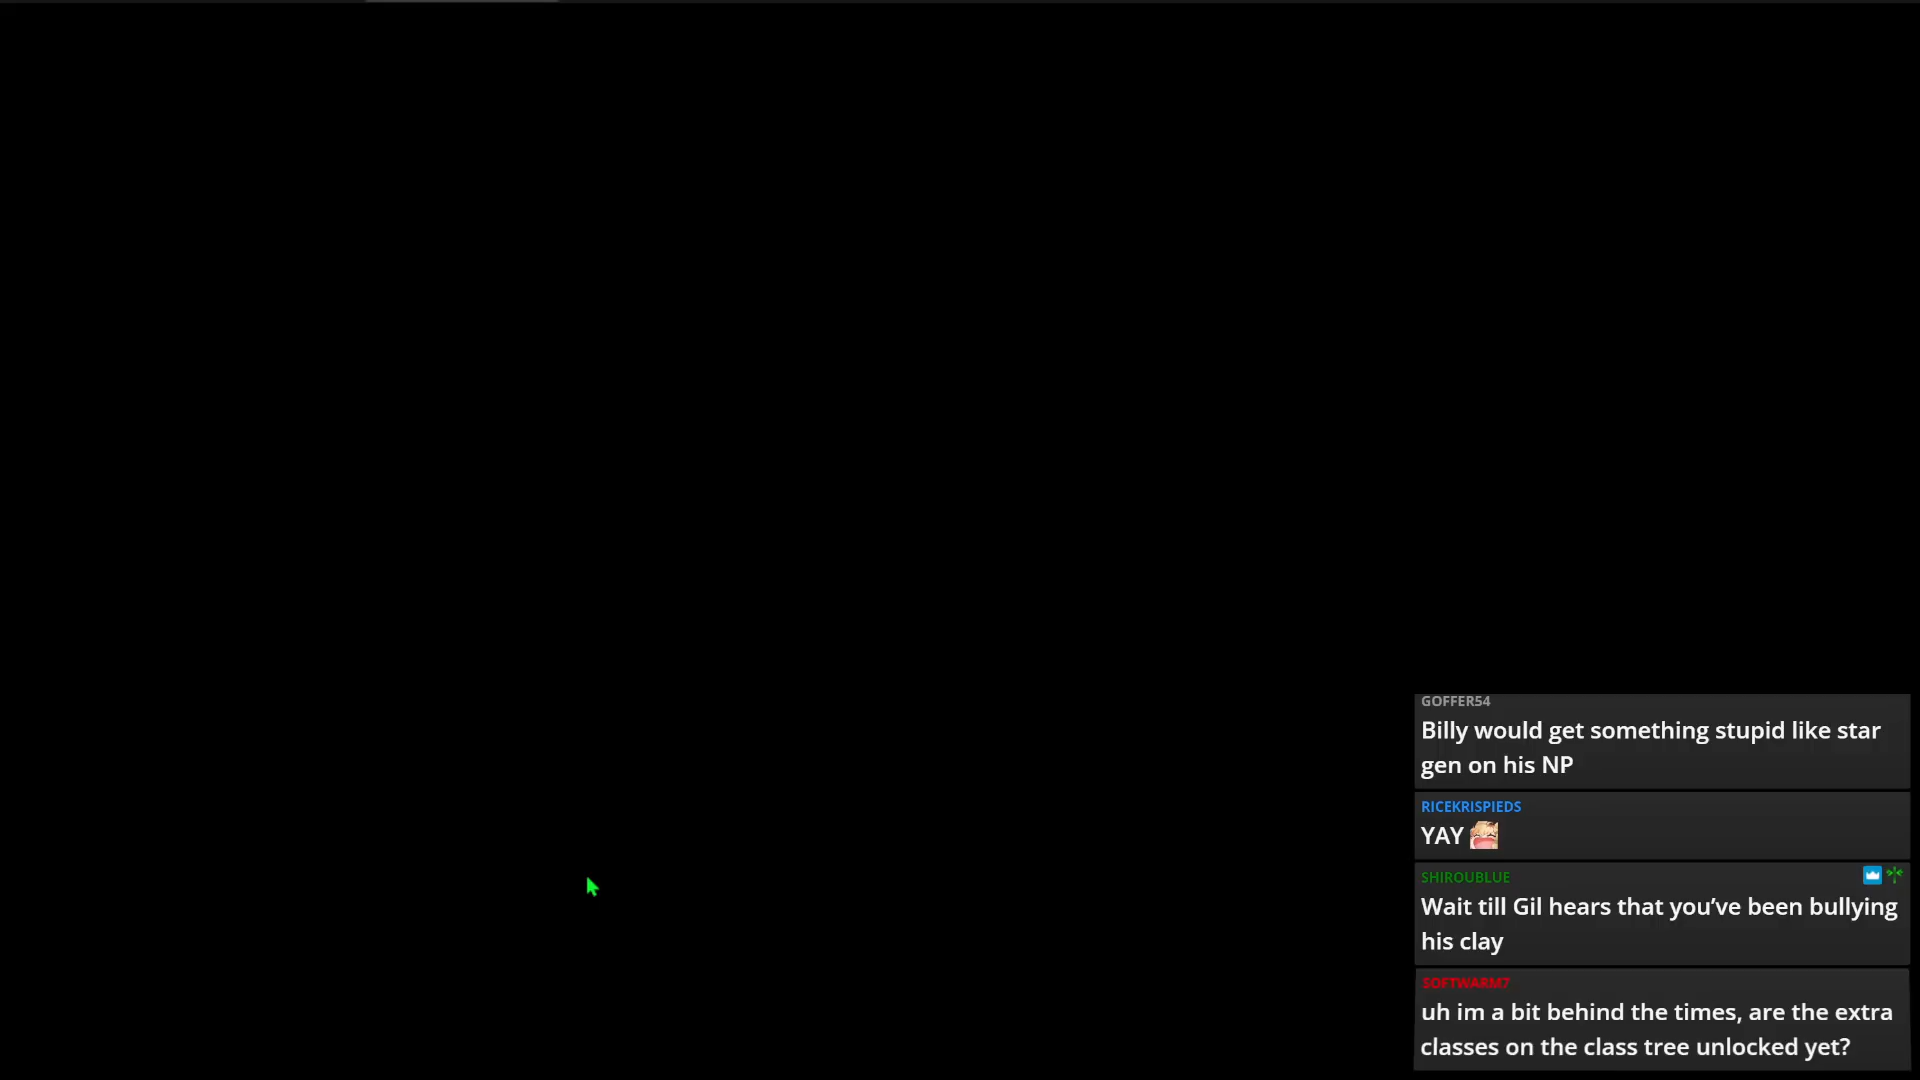 GOFFER54
Billy would get something stupid like star
gen on his NP
RICEKRISPIEDS
YAY
SHIROUBLUE
Wait till Gil hears that you’ve been bullying
his clay
SOFTWARM7
uh im a bit behind the times, are the extra
classes on the class tree unlocked yet?